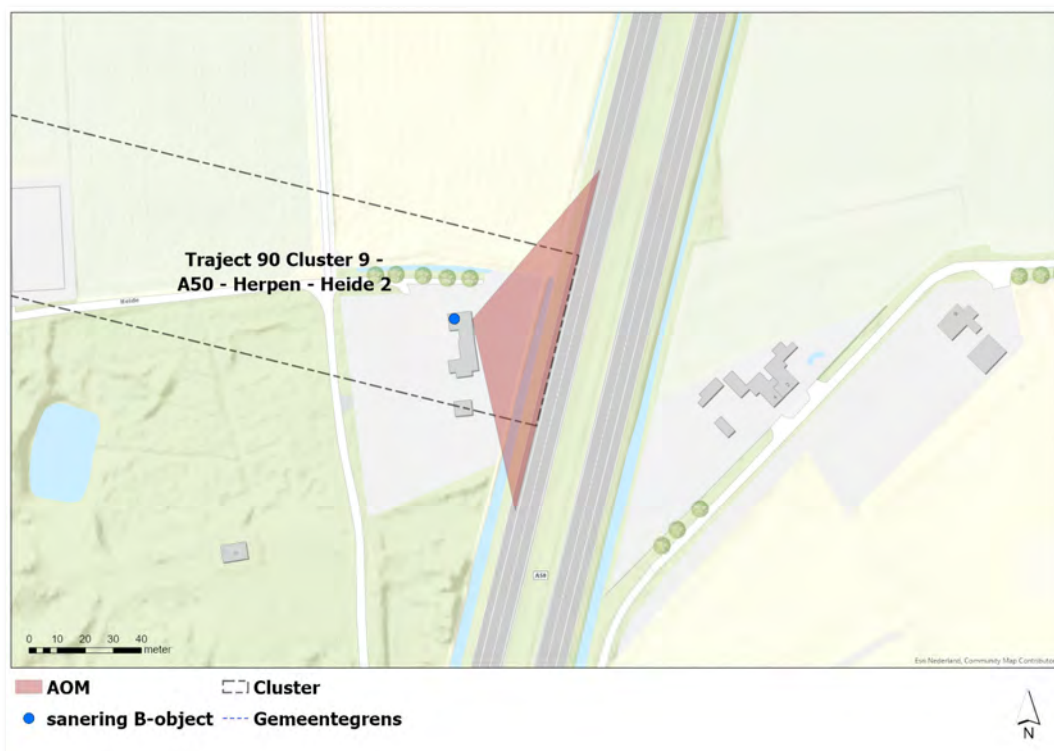 Traject 90 Cluster 9 -
A50 - Herpen - Heide 2
Heide
A50
0 10 20 30 40
meter
Esri Nederland, Community Map Contributors
AOM
Cluster
sanering B-object
Gemeentegrens
N